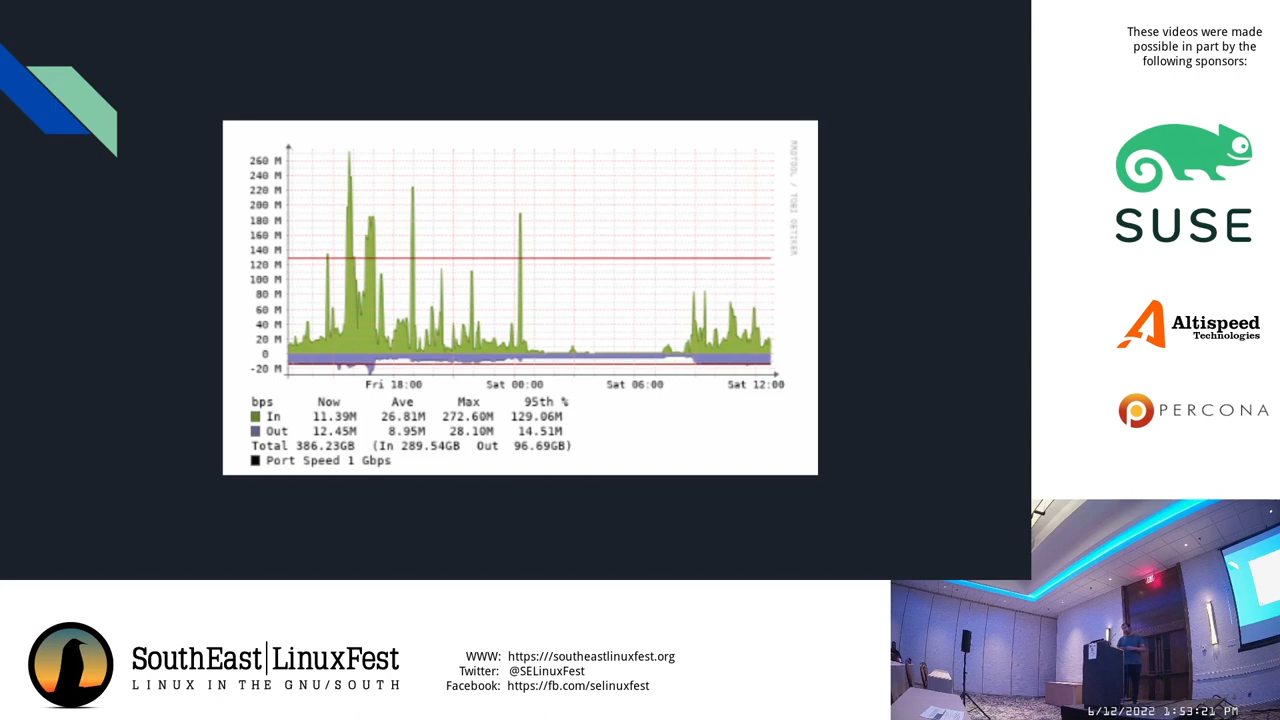 These videos were made
possible in part by the
following sponsors:
SUSE
Altispeed
Technologies
PERCONA
260 M
240 M
220 M
200 M
180 M
160 M
140 M
120 M
100 M
80 M
60 M
40 M
20 M
0
-20 M
RRDTOOL / TOBI OETIKER
Fri 18:00 Sat 00:00 Sat 06:00 Sat 12:00
bps Now Ave Max 95th %
In 11.39M 26.81M 272.60M 129.06M
Out 12.45M 8.95M 28.10M 14.51M
Total 386.23GB (In 289.54GB Out 96.69GB)
Port Speed 1 Gbps
SouthEast|LinuxFest
LINUX IN THE GNU/SOUTH
WWW: https:///southeastlinuxfest.org
Twitter: @SELinuxFest
Facebook: https://fb.com/selinuxfest
6/12/2022 1:53:21 PM